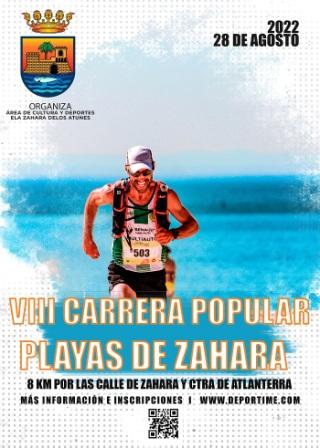 2022
28 DE AGOSTO
ORGANIZA
ÁREA DE CULTURA Y DEPORTES
ELA ZAHARA DELOS ATUNES
503
VIII CARRERA POPULAR
PLAYAS DE ZAHARA
8 KM POR LAS CALLE DE ZAHARA Y CTRA DE ATLANTERRA
MÁS INFORMACIÓN E INSCRIPCIONES I WWW.DEPORTIME.COM